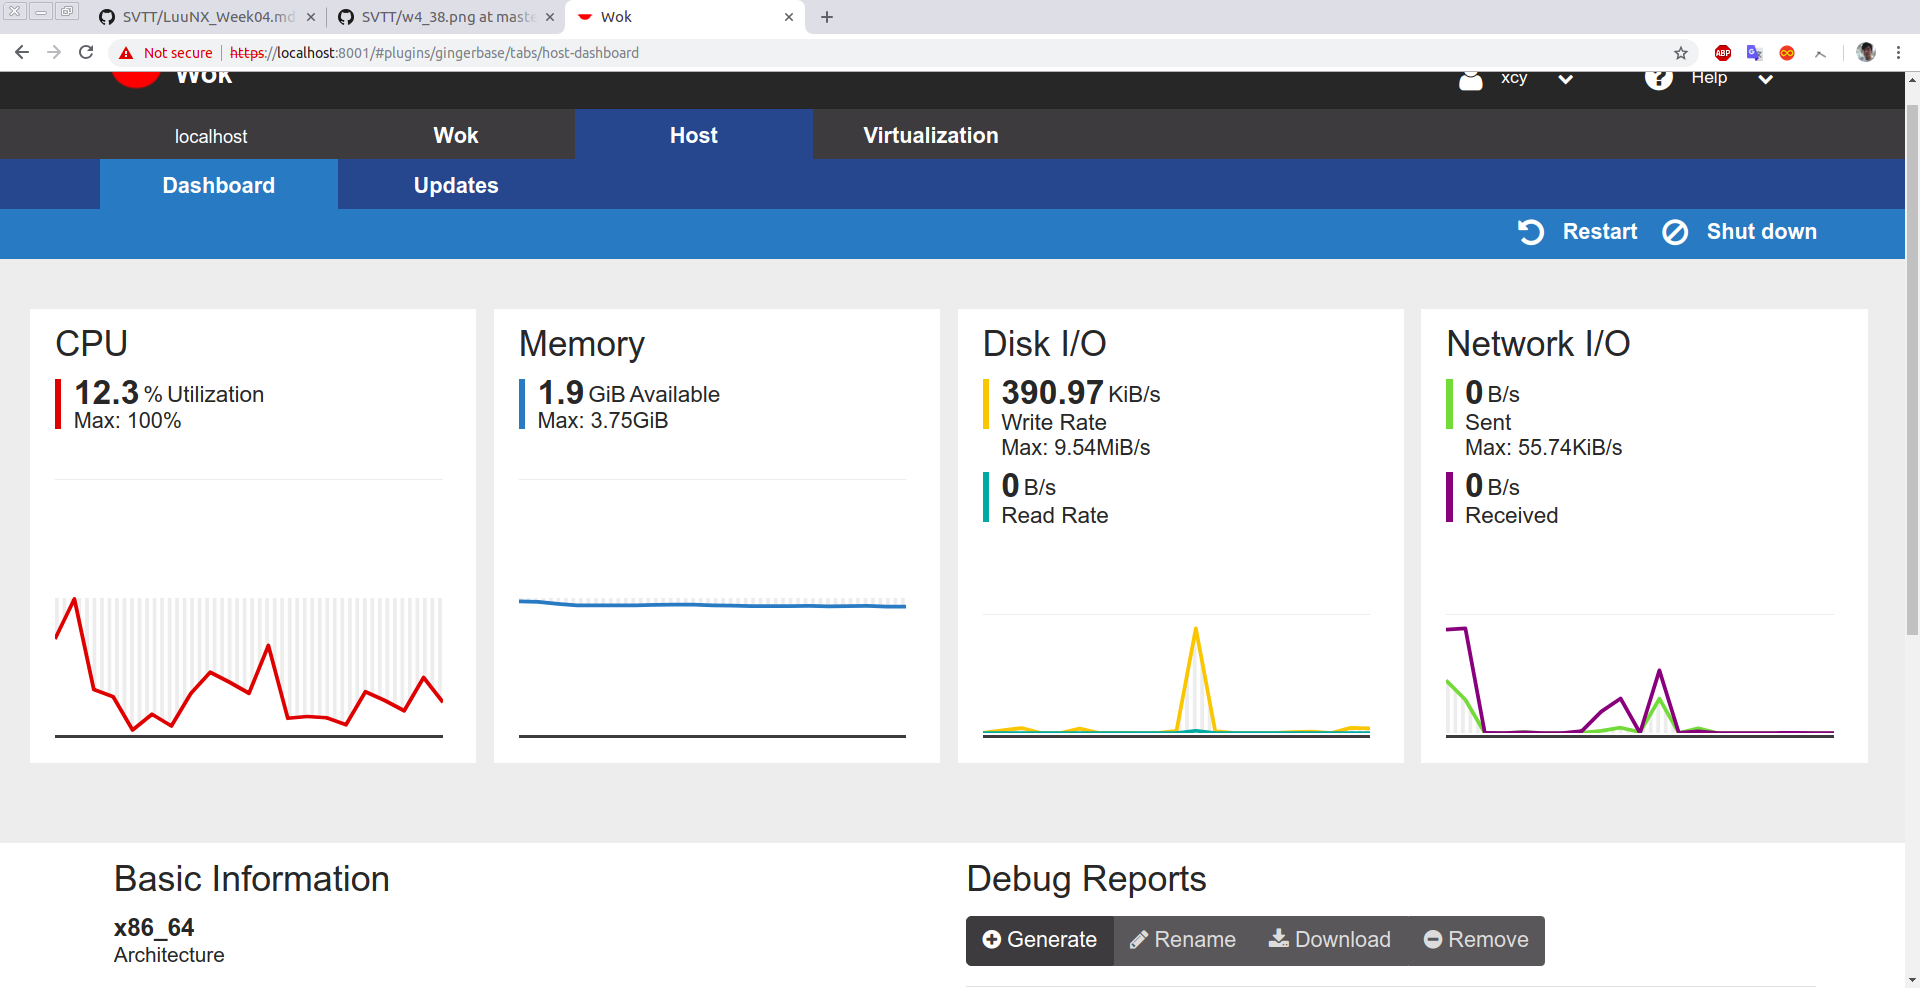 SVTT/LuuNX_Week04.md
SVTT/w4_38.png at maste
Wok
Not secure
https://localhost:8001/#plugins/gingerbase/tabs/host-dashboard
ABP
Wok
xcy
Help
localhost
Wok
Host
Virtualization
Dashboard
Updates
Restart
Shut down
CPU
12.3 % Utilization
Max: 100%
Memory
1.9 GiB Available
Max: 3.75GiB
Disk I/O
390.97 KiB/s
Write Rate
Max: 9.54MiB/s
0 B/s
Read Rate
Network I/O
0 B/s
Sent
Max: 55.74KiB/s
0 B/s
Received
Basic Information
x86_64
Architecture
Debug Reports
Generate
Rename
Download
Remove